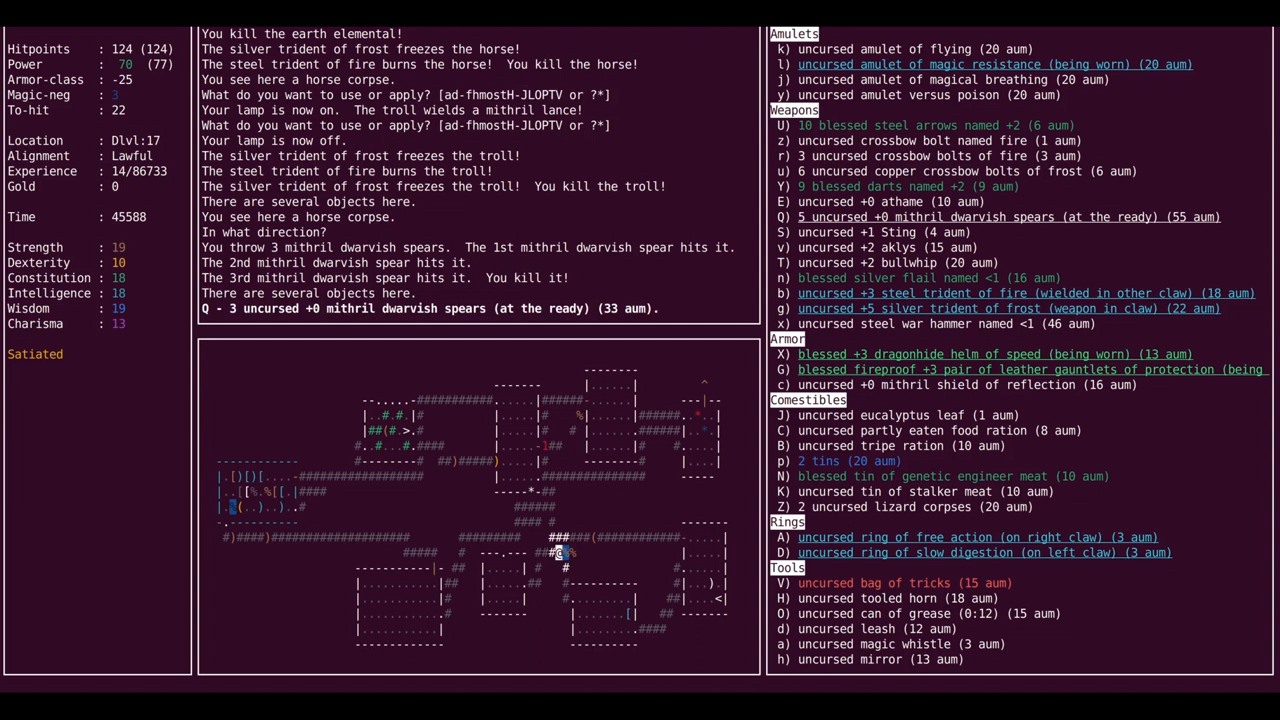 Hitpoints : 124 (124)
Power : 70 (77)
Armor-class : -25
Magic-neg : 3
To-hit : 22
Location : Dlvl:17
Alignment : Lawful
Experience : 14/86733
Gold : 0
Time : 45588
Strength : 19
Dexterity : 10
Constitution : 18
Intelligence : 18
Wisdom : 19
Charisma : 13
Satiated
You kill the earth elemental!
The silver trident of frost freezes the horse!
The steel trident of fire burns the horse!  You kill the horse!
You see here a horse corpse.
What do you want to use or apply? [ad-fhmostH-JLOPTV or ?*]
Your lamp is now on.  The troll wields a mithril lance!
What do you want to use or apply? [ad-fhmostH-JLOPTV or ?*]
Your lamp is now off.
The silver trident of frost freezes the troll!
The steel trident of fire burns the troll!
The silver trident of frost freezes the troll!  You kill the troll!
There are several objects here.
You see here a horse corpse.
In what direction?
You throw 3 mithril dwarvish spears.  The 1st mithril dwarvish spear hits it.
The 2nd mithril dwarvish spear hits it.
The 3rd mithril dwarvish spear hits it.  You kill it!
There are several objects here.
Q - 3 uncursed +0 mithril dwarvish spears (at the ready) (33 aum).
Amulets
k) uncursed amulet of flying (20 aum)
l) uncursed amulet of magic resistance (being worn) (20 aum)
j) uncursed amulet of magical breathing (20 aum)
y) uncursed amulet versus poison (20 aum)
Weapons
U) 10 blessed steel arrows named +2 (6 aum)
z) uncursed crossbow bolt named fire (1 aum)
r) 3 uncursed crossbow bolts of fire (3 aum)
u) 6 uncursed copper crossbow bolts of frost (6 aum)
Y) 9 blessed darts named +2 (9 aum)
E) uncursed +0 athame (10 aum)
Q) 5 uncursed +0 mithril dwarvish spears (at the ready) (55 aum)
S) uncursed +1 Sting (4 aum)
v) uncursed +2 aklys (15 aum)
T) uncursed +2 bullwhip (20 aum)
n) blessed silver flail named <1 (16 aum)
b) uncursed +3 steel trident of fire (wielded in other claw) (18 aum)
g) uncursed +5 silver trident of frost (weapon in claw) (22 aum)
x) uncursed steel war hammer named <1 (46 aum)
Armor
X) blessed +3 dragonhide helm of speed (being worn) (13 aum)
G) blessed fireproof +3 pair of leather gauntlets of protection (being
c) uncursed +0 mithril shield of reflection (16 aum)
Comestibles
J) uncursed eucalyptus leaf (1 aum)
C) uncursed partly eaten food ration (8 aum)
B) uncursed tripe ration (10 aum)
p) 2 tins (20 aum)
N) blessed tin of genetic engineer meat (10 aum)
K) uncursed tin of stalker meat (10 aum)
Z) 2 uncursed lizard corpses (20 aum)
Rings
A) uncursed ring of free action (on right claw) (3 aum)
D) uncursed ring of slow digestion (on left claw) (3 aum)
Tools
V) uncursed bag of tricks (15 aum)
H) uncursed tooled horn (18 aum)
O) uncursed can of grease (0:12) (15 aum)
d) uncursed leash (12 aum)
a) uncursed magic whistle (3 aum)
h) uncursed mirror (13 aum)